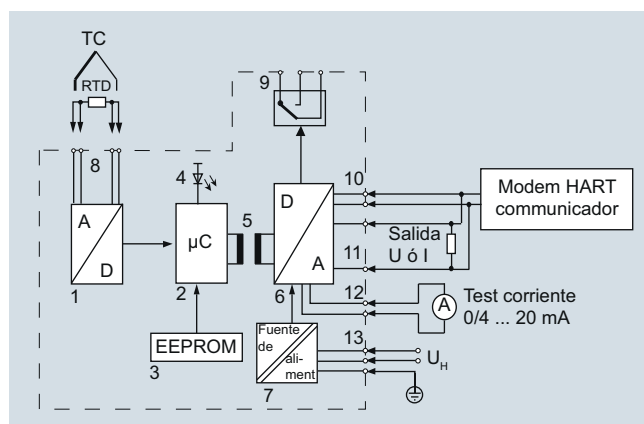 TC
RTD
9
8
4
10
A
D
1
µC
2
5
D
A
6
Modem HART
communicador
Salida
U ó I
11
12
A
Test corriente
0/4 ... 20 mA
EEPROM
3
Fuente
de
ali-
ment
7
13
U_H